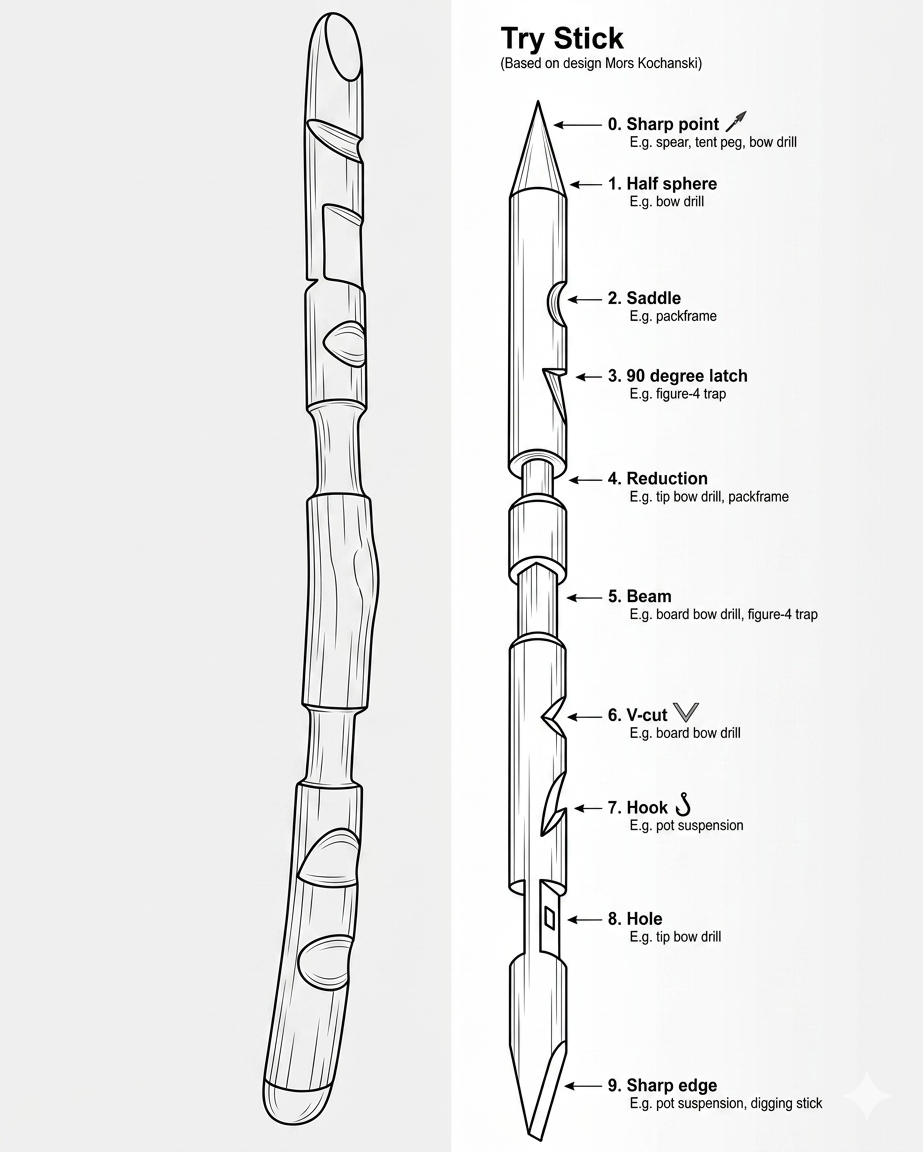 Try Stick
(Based on design Mors Kochanski)
0. Sharp point
E.g. spear, tent peg, bow drill
1. Half sphere
E.g. bow drill
2. Saddle
E.g. packframe
3. 90 degree latch
E.g. figure-4 trap
4. Reduction
E.g. tip bow drill, packframe
5. Beam
E.g. board bow drill, figure-4 trap
6. V-cut
E.g. board bow drill
7. Hook
E.g. pot suspension
8. Hole
E.g. tip bow drill
9. Sharp edge
E.g. pot suspension, digging stick